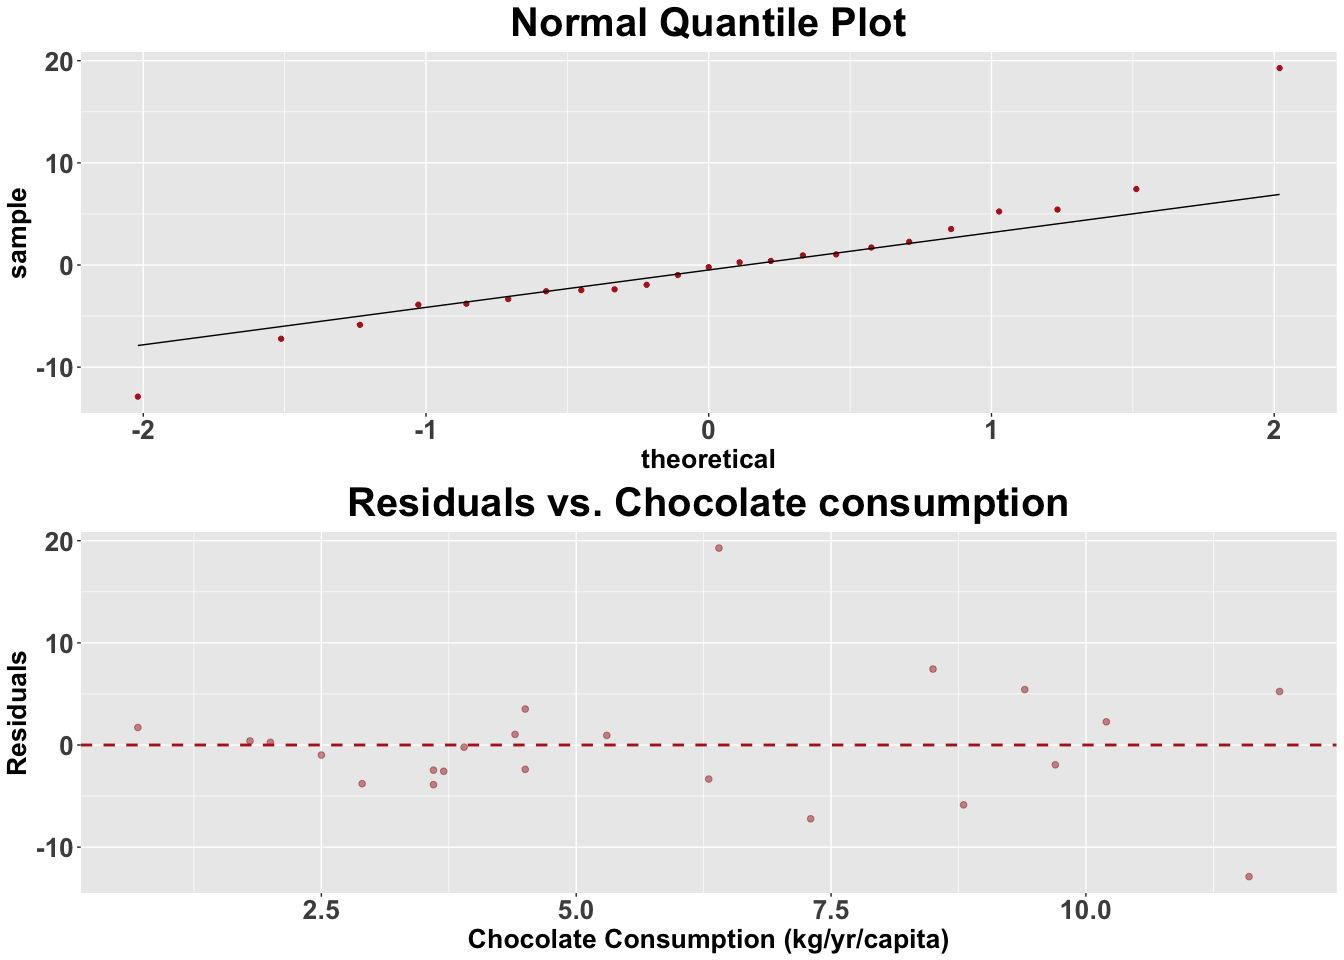 Normal Quantile Plot
20
10
0
-10
sample
-2 -1 0 1 2
theoretical
Residuals vs. Chocolate consumption
20
10
0
-10
Residuals
2.5 5.0 7.5 10.0
Chocolate Consumption (kg/yr/capita)